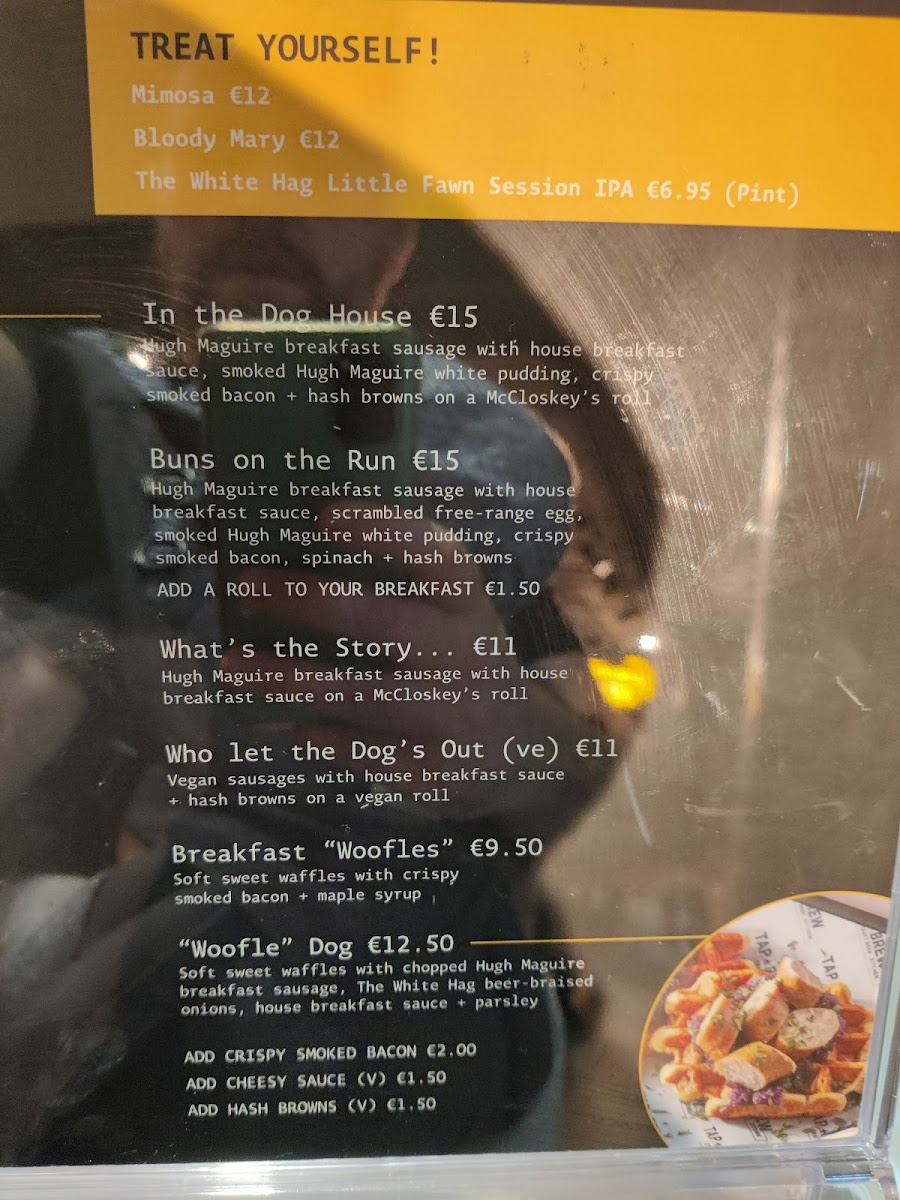 TREAT YOURSELF!
Mimosa €12
Bloody Mary €12
The White Hag Little Fawn Session IPA €6.95 (Pint)
In the Dog House €15
Hugh Maguire breakfast sausage with house breakfast
sauce, smoked Hugh Maguire white pudding, crispy
smoked bacon + hash browns on a McCloskey's roll
Buns on the Run €15
Hugh Maguire breakfast sausage with house
breakfast sauce, scrambled free-range egg,
smoked Hugh Maguire white pudding, crispy
smoked bacon, spinach + hash browns
ADD A ROLL TO YOUR BREAKFAST €1.50
What's the Story... €11
Hugh Maguire breakfast sausage with house
breakfast sauce on a McCloskey's roll
Who let the Dog's Out (ve) €11
Vegan sausages with house breakfast sauce
+ hash browns on a vegan roll
Breakfast “Woofles” €9.50
Soft sweet waffles with crispy
smoked bacon + maple syrup
“Woofle” Dog €12.50
Soft sweet waffles with chopped Hugh Maguire
breakfast sausage, The White Hag beer-braised
onions, house breakfast sauce + parsley
ADD CRISPY SMOKED BACON €2.00
ADD CHEESY SAUCE (V) €1.50
ADD HASH BROWNS (V) €1.50